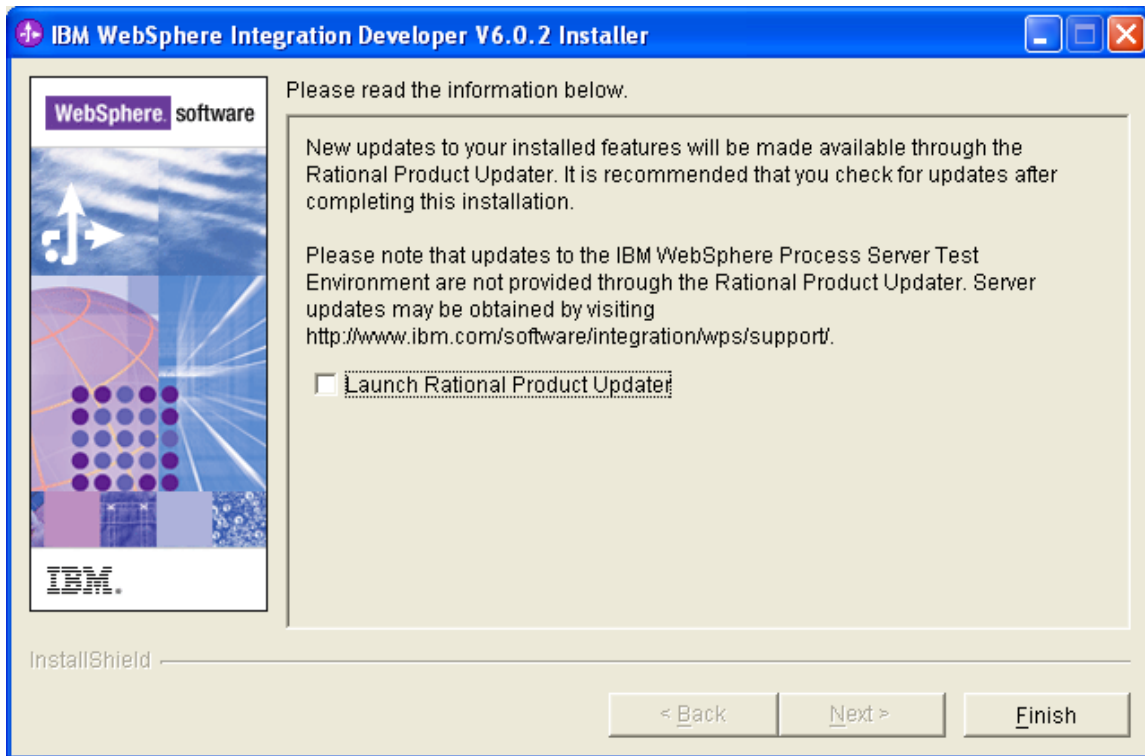 IBM WebSphere Integration Developer V6.0.2 Installer
WebSphere. software
Please read the information below.
New updates to your installed features will be made available through the
Rational Product Updater. It is recommended that you check for updates after
completing this installation.
Please note that updates to the IBM WebSphere Process Server Test
Environment are not provided through the Rational Product Updater. Server
updates may be obtained by visiting
http://www.ibm.com/software/integration/wps/support/.
Launch Rational Product Updater
IBM.
InstallShield
< Back
Next >
Finish